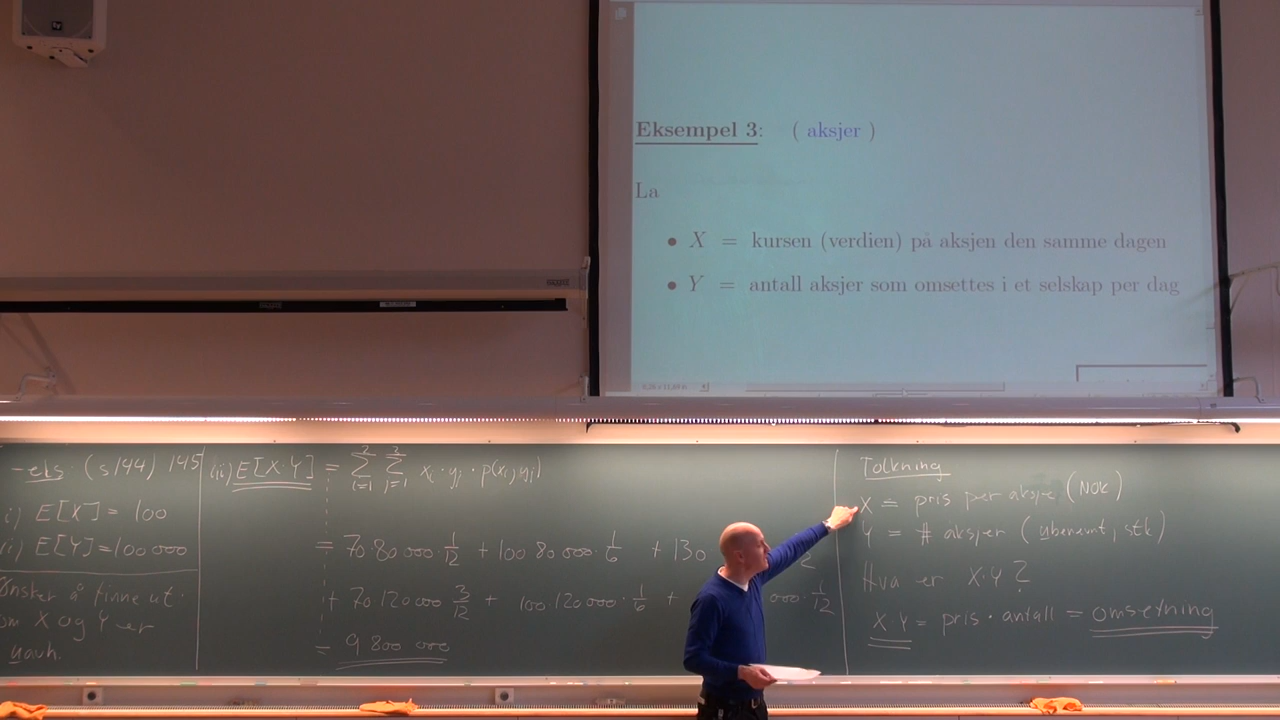 Eksempel 3: ( aksjer )
La
• X = kursen (verdien) på aksjen den samme dagen
• Y = antall aksjer som omsettes i et selskap per dag
-eks. (s144) 145
i) E[X] = 100
ii) E[Y] = 100 000
Ønsker å finne ut
om X og Y er
uavh.
(iii) E[X·Y] = Σ Σ xᵢ·yⱼ·p(xᵢ,yⱼ)
= 70·80 000·1/12 + 100·80 000·1/6 + 130
+ 70·120 000·3/12 + 100·120 000·1/6 + 000·1/12
= 9 800 000
Tolkning
X = pris per aksje (NOK)
Y = # aksjer (ubenevnt, stk)
Hva er X·Y?
X·Y = pris · antall = omsetning